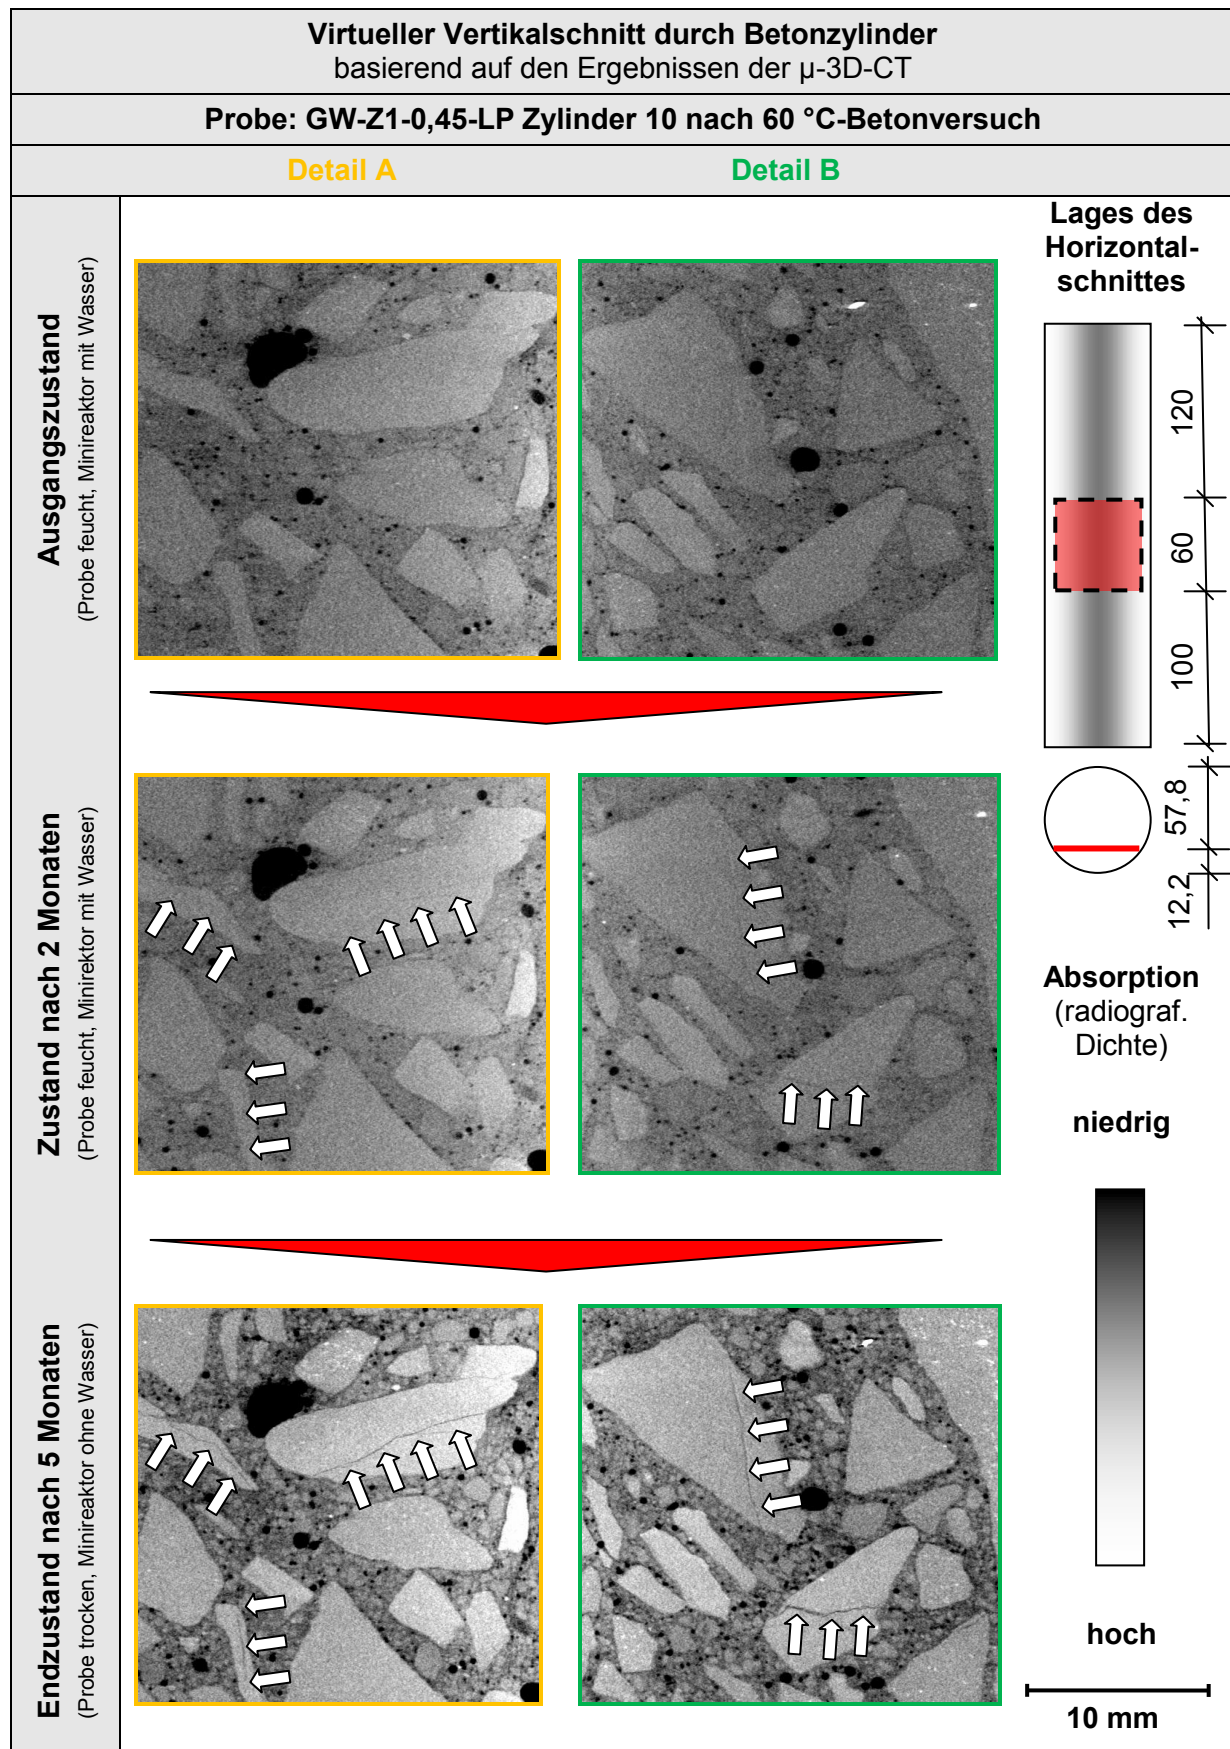 Virtueller Vertikalschnitt durch Betonzylinder
basierend auf den Ergebnissen der µ-3D-CT
Probe: GW-Z1-0,45-LP Zylinder 10 nach 60 °C-Betonversuch
Detail A
Detail B
Ausgangszustand
(Probe feucht, Minireaktor mit Wasser)
Zustand nach 2 Monaten
(Probe feucht, Minirektor mit Wasser)
Endzustand nach 5 Monaten
(Probe trocken, Minireaktor ohne Wasser)
Lages des
Horizontal-
schnittes
120
60
100
57,8
12,2
Absorption
(radiograf.
Dichte)
niedrig
hoch
10 mm